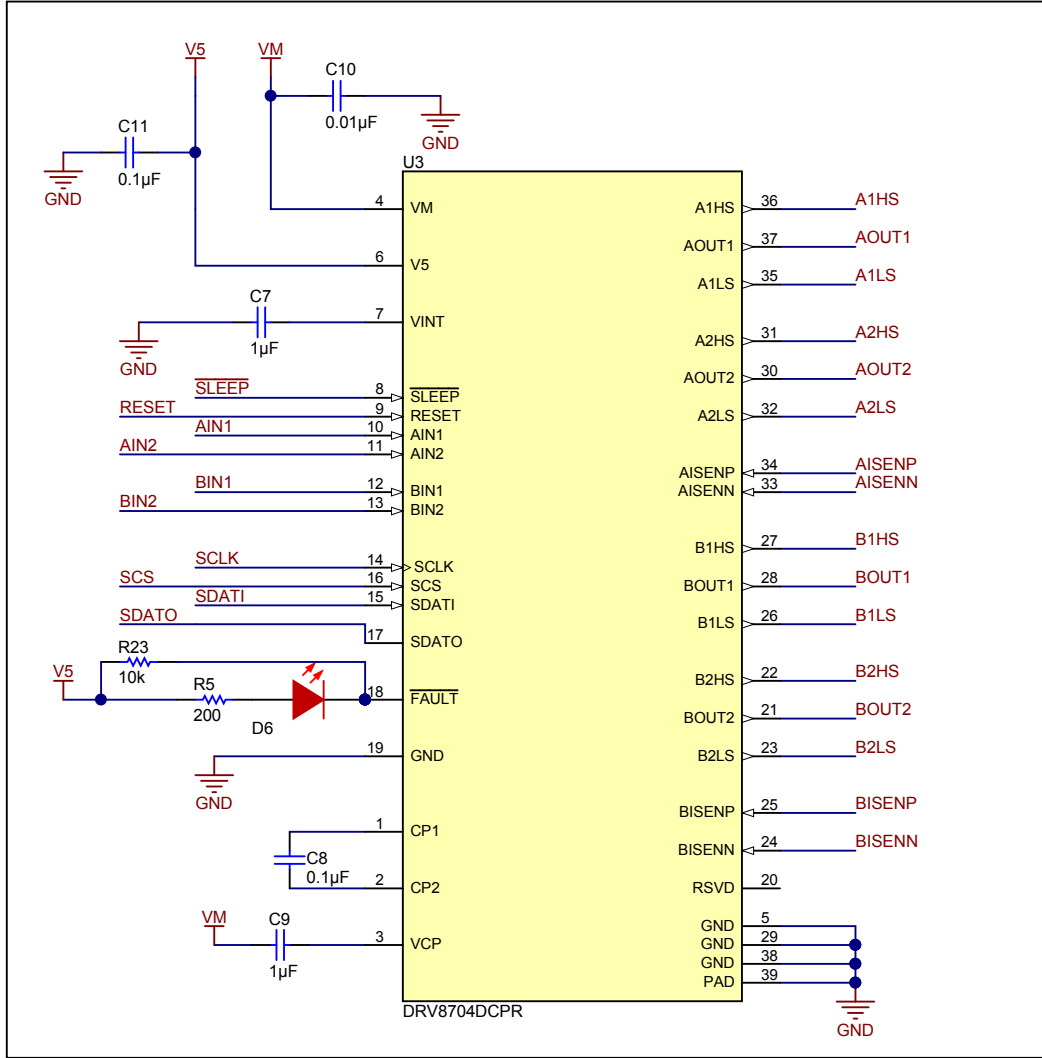 V5
VM
C10
0.01µF
GND
C11
0.1µF
GND
U3
4
VM
A1HS
36
A1HS
AOUT1
37
AOUT1
6
V5
A1LS
35
A1LS
C7
1µF
GND
7
VINT
A2HS
31
A2HS
AOUT2
30
AOUT2
SLEEP
8
SLEEP
RESET
9
RESET
A2LS
32
A2LS
AIN1
10
AIN1
AIN2
11
AIN2
AISENP
34
AISENP
AISENN
33
AISENN
BIN1
12
BIN1
BIN2
13
BIN2
B1HS
27
B1HS
SCLK
14
SCLK
SCS
16
SCS
BOUT1
28
BOUT1
SDATI
15
SDATI
SDATO
17
SDATO
B1LS
26
B1LS
R23
10k
V5
R5
200
D6
18
FAULT
B2HS
22
B2HS
BOUT2
21
BOUT2
19
GND
GND
B2LS
23
B2LS
BISENP
25
BISENP
1
CP1
C8
0.1µF
BISENN
24
BISENN
2
CP2
RSVD
20
VM
C9
1µF
3
VCP
GND
5
GND
29
GND
38
PAD
39
GND
DRV8704DCPR